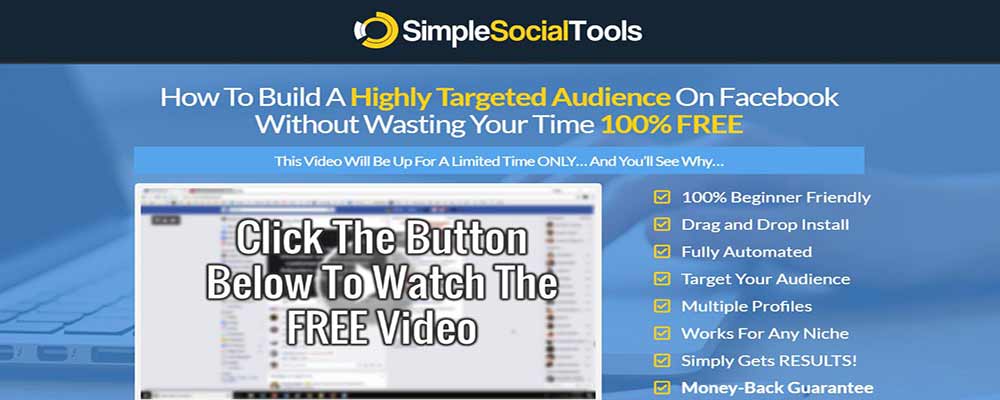 SimpleSocialTools
How To Build A Highly Targeted Audience On Facebook
Without Wasting Your Time 100% FREE
This Video Will Be Up For A Limited Time ONLY… And You'll See Why…
Click The Button
Below To Watch The
FREE Video
100% Beginner Friendly
Drag and Drop Install
Fully Automated
Target Your Audience
Multiple Profiles
Works For Any Niche
Simply Gets RESULTS!
Money-Back Guarantee